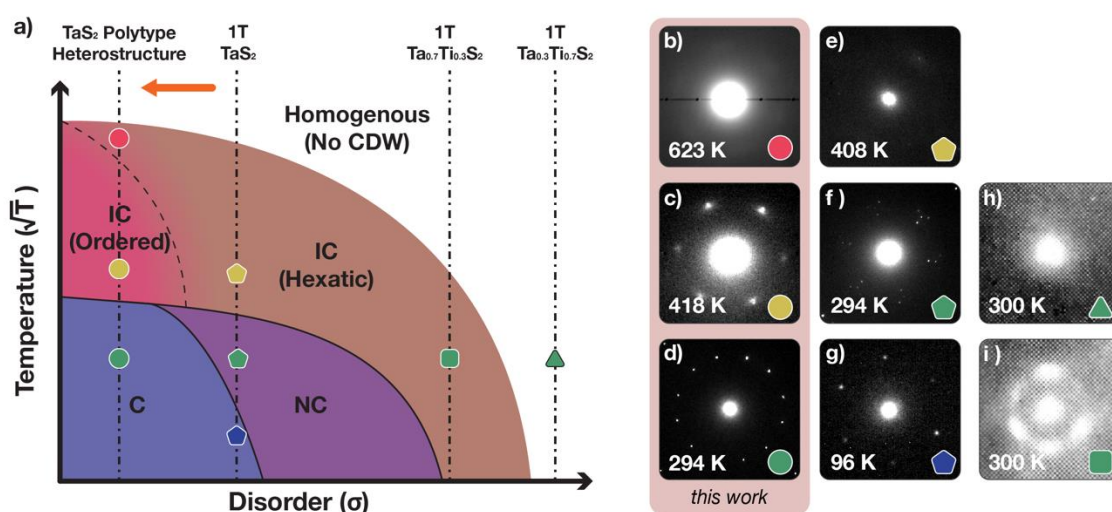 a)
TaS₂ Polytype
Heterostructure
1T
TaS₂
1T
Ta₀.₇Ti₀.₃S₂
1T
Ta₀.₃Ti₀.₇S₂
Homogenous
(No CDW)
IC
(Ordered)
IC
(Hexatic)
C
NC
Temperature (√T)
Disorder (σ)
b)
623 K
e)
408 K
c)
418 K
f )
294 K
h)
300 K
d)
294 K
g)
96 K
i)
300 K
this work